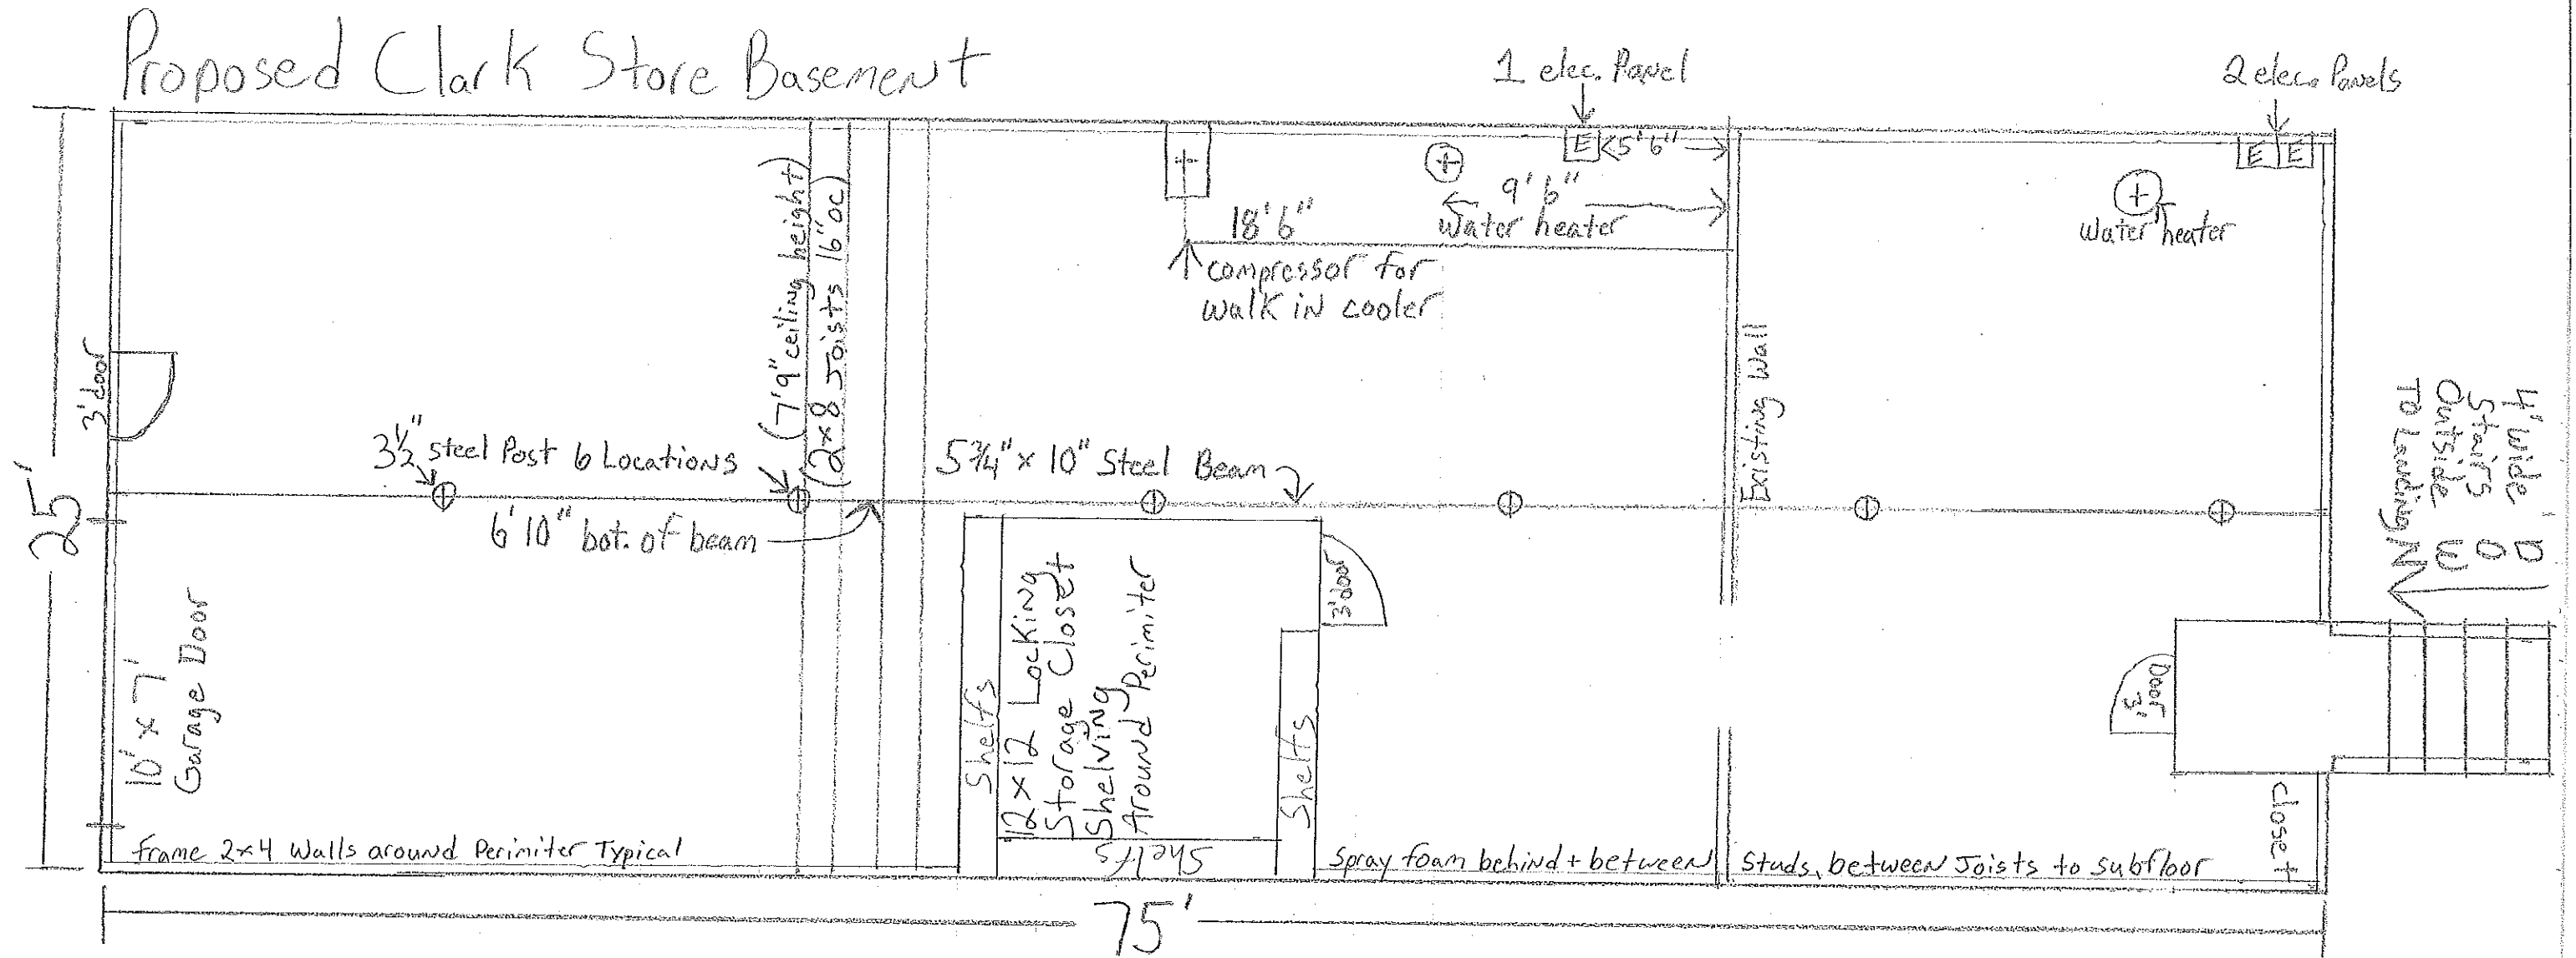 Proposed Clark Store Basement
1 elec. Panel
2 elec. Panels
E
5'6"
E E
9'6"
Water heater
18'6"
compressor for
walk in cooler
Water heater
(7'9" ceiling height)
(2x8 Joists 16"oc)
3' door
3½" steel Post 6 Locations
6'10" bot. of beam
5¾" x 10" Steel Beam
Existing Wall
4' wide
Stairs
Outside
TO Landing
DOWN
25'
10' x 7'
Garage Door
Shelfs
12 x 12 Locking
Storage Closet
Shelving
Around Perimiter
Shelfs
Shelfs
3' door
Door
3'
closet
frame 2x4 Walls around Perimiter Typical
Spray foam behind + between Studs, between Joists to subfloor
75'